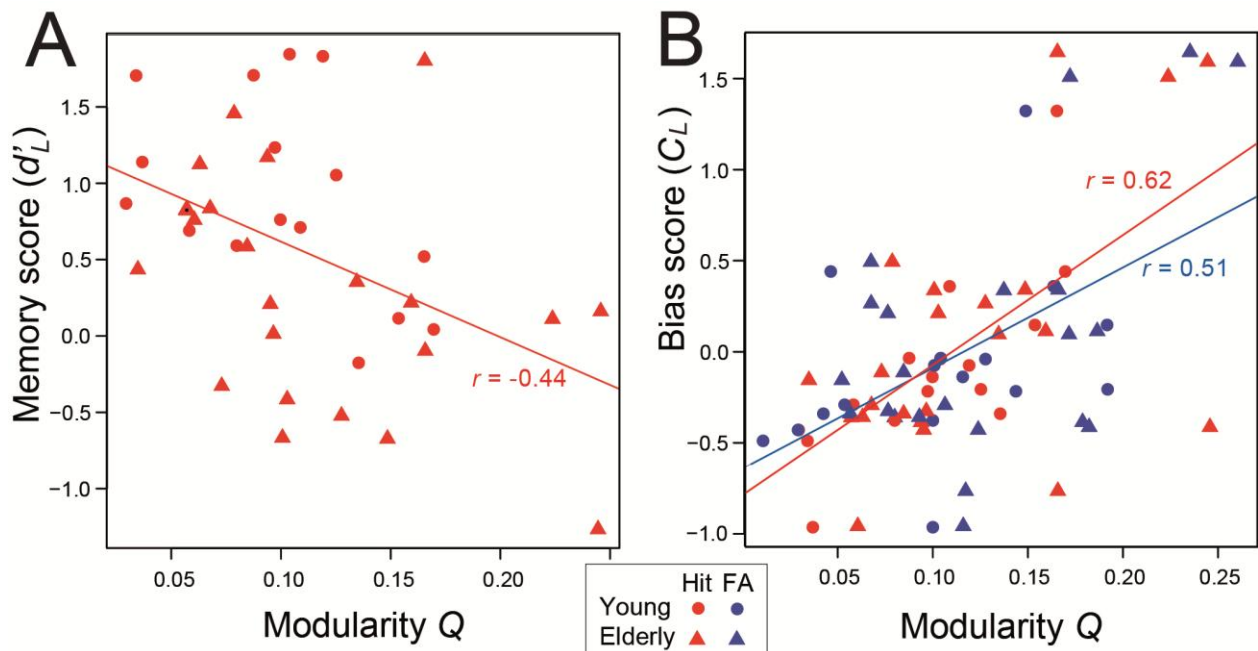 A
Memory score (d'L)
1.5
1.0
0.5
0.0
−0.5
−1.0
r = -0.44
0.05 0.10 0.15 0.20
Modularity Q
B
Bias score (CL)
1.5
1.0
0.5
0.0
−0.5
−1.0
r = 0.62
r = 0.51
0.05 0.10 0.15 0.20 0.25
Modularity Q
Hit FA
Young
Elderly